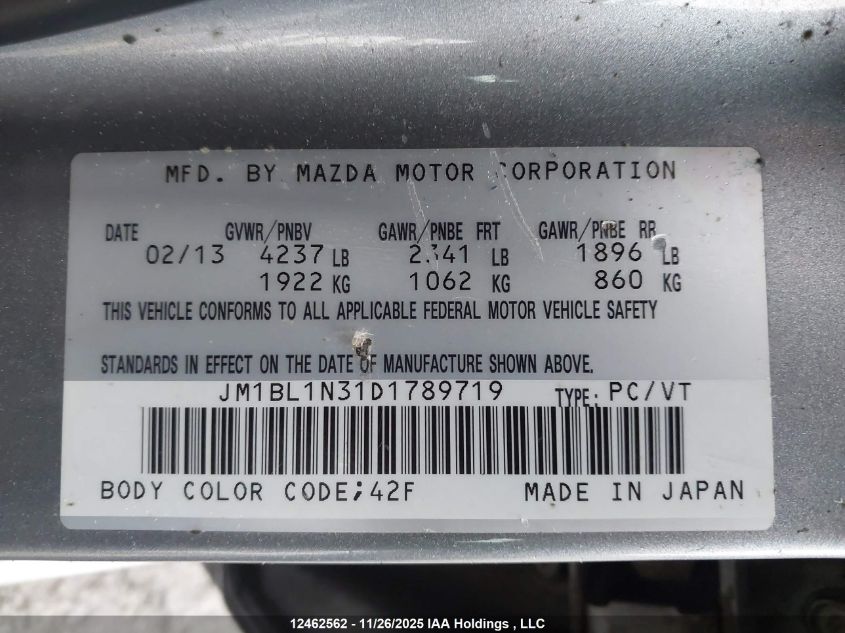 MFD. BY MAZDA MOTOR CORPORATION
DATE GVWR/PNBV GAWR/PNBE FRT GAWR/PNBE RR
02/13 4237 LB 2341 LB 1896 LB
1922 KG 1062 KG 860 KG
THIS VEHICLE CONFORMS TO ALL APPLICABLE FEDERAL MOTOR VEHICLE SAFETY
STANDARDS IN EFFECT ON THE DATE OF MANUFACTURE SHOWN ABOVE.
JM1BL1N31D1789719 TYPE: PC/VT
BODY COLOR CODE;42F MADE IN JAPAN
12462562 - 11/26/2025 IAA Holdings , LLC